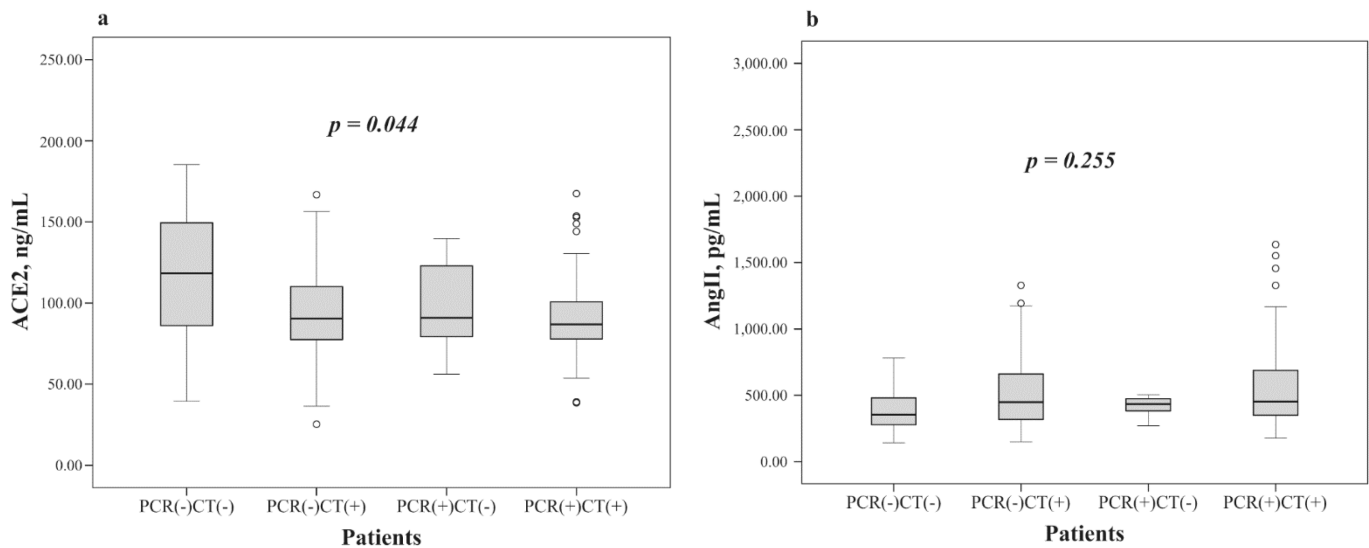 a
250.00
200.00
150.00
100.00
50.00
0.00
ACE2, ng/mL
p = 0.044
PCR(-)CT(-) PCR(-)CT(+) PCR(+)CT(-) PCR(+)CT(+)
Patients
b
3,000.00
2,500.00
2,000.00
1,500.00
1,000.00
500.00
0.00
AngII, pg/mL
p = 0.255
PCR(-)CT(-) PCR(-)CT(+) PCR(+)CT(-) PCR(+)CT(+)
Patients